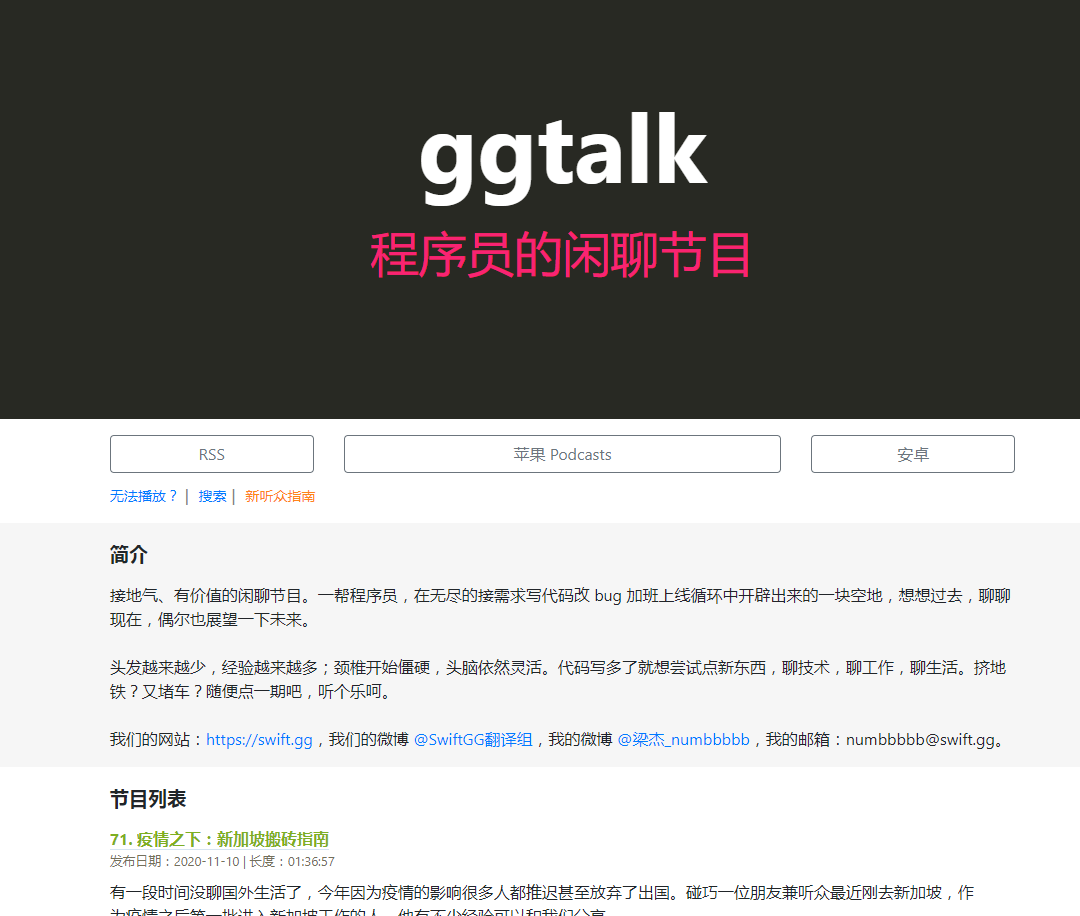 ggtalk
程序员的闲聊节目
RSS
苹果 Podcasts
安卓
无法播放？ | 搜索 | 新听众指南
简介
接地气、有价值的闲聊节目。一帮程序员，在无尽的接需求写代码改 bug 加班上线循环中开辟出来的一块空地，想想过去，聊聊
现在，偶尔也展望一下未来。
头发越来越少，经验越来越多；颈椎开始僵硬，头脑依然灵活。代码写多了就想尝试点新东西，聊技术，聊工作，聊生活。挤地
铁？又堵车？随便点一期吧，听个乐呵。
我们的网站：https://swift.gg，我们的微博 @SwiftGG翻译组，我的微博 @梁杰_numbbbbb，我的邮箱：numbbbbb@swift.gg。
节目列表
71. 疫情之下：新加坡搬砖指南
发布日期：2020-11-10 | 长度：01:36:57
有一段时间没聊国外生活了，今年因为疫情的影响很多人都推迟甚至放弃了出国。碰巧一位朋友兼听众最近刚去新加坡，作
为疫情之后第一批进入新加坡工作的人，他有不少经验可以和我们分享。